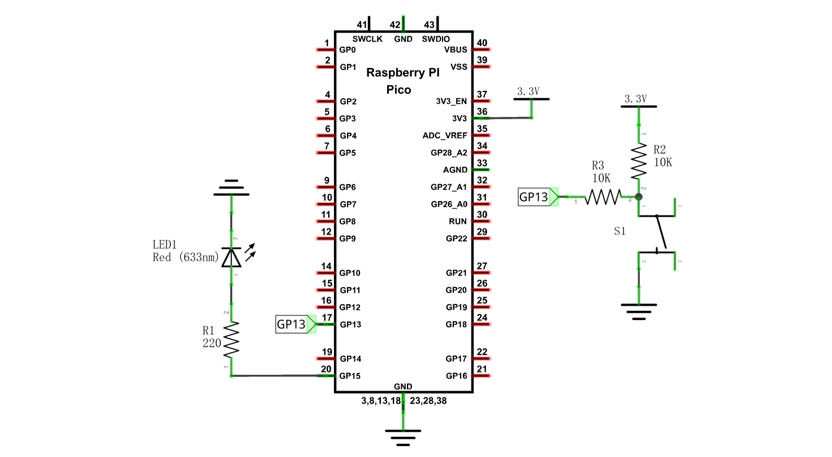 41 42 43
SWCLK GND SWDIO
1 GP0 VBUS 40
2 GP1 VSS 39
Raspberry PI
Pico
4 GP2 3V3_EN 37
5 GP3 3V3 36
6 GP4 ADC_VREF 35
7 GP5 GP28_A2 34
AGND 33
9 GP6 GP27_A1 32
10 GP7 GP26_A0 31
11 GP8 RUN 30
12 GP9 GP22 29
14 GP10 GP21 27
15 GP11 GP20 26
16 GP12 GP19 25
17 GP13 GP18 24
19 GP14 GP17 22
20 GP15 GP16 21
GND
3,8,13,18 23,28,38
LED1
Red (633nm)
R1
220
2
1
GP13
3.3V
3.3V
R2
10K
R3
10K
GP13
1
S1